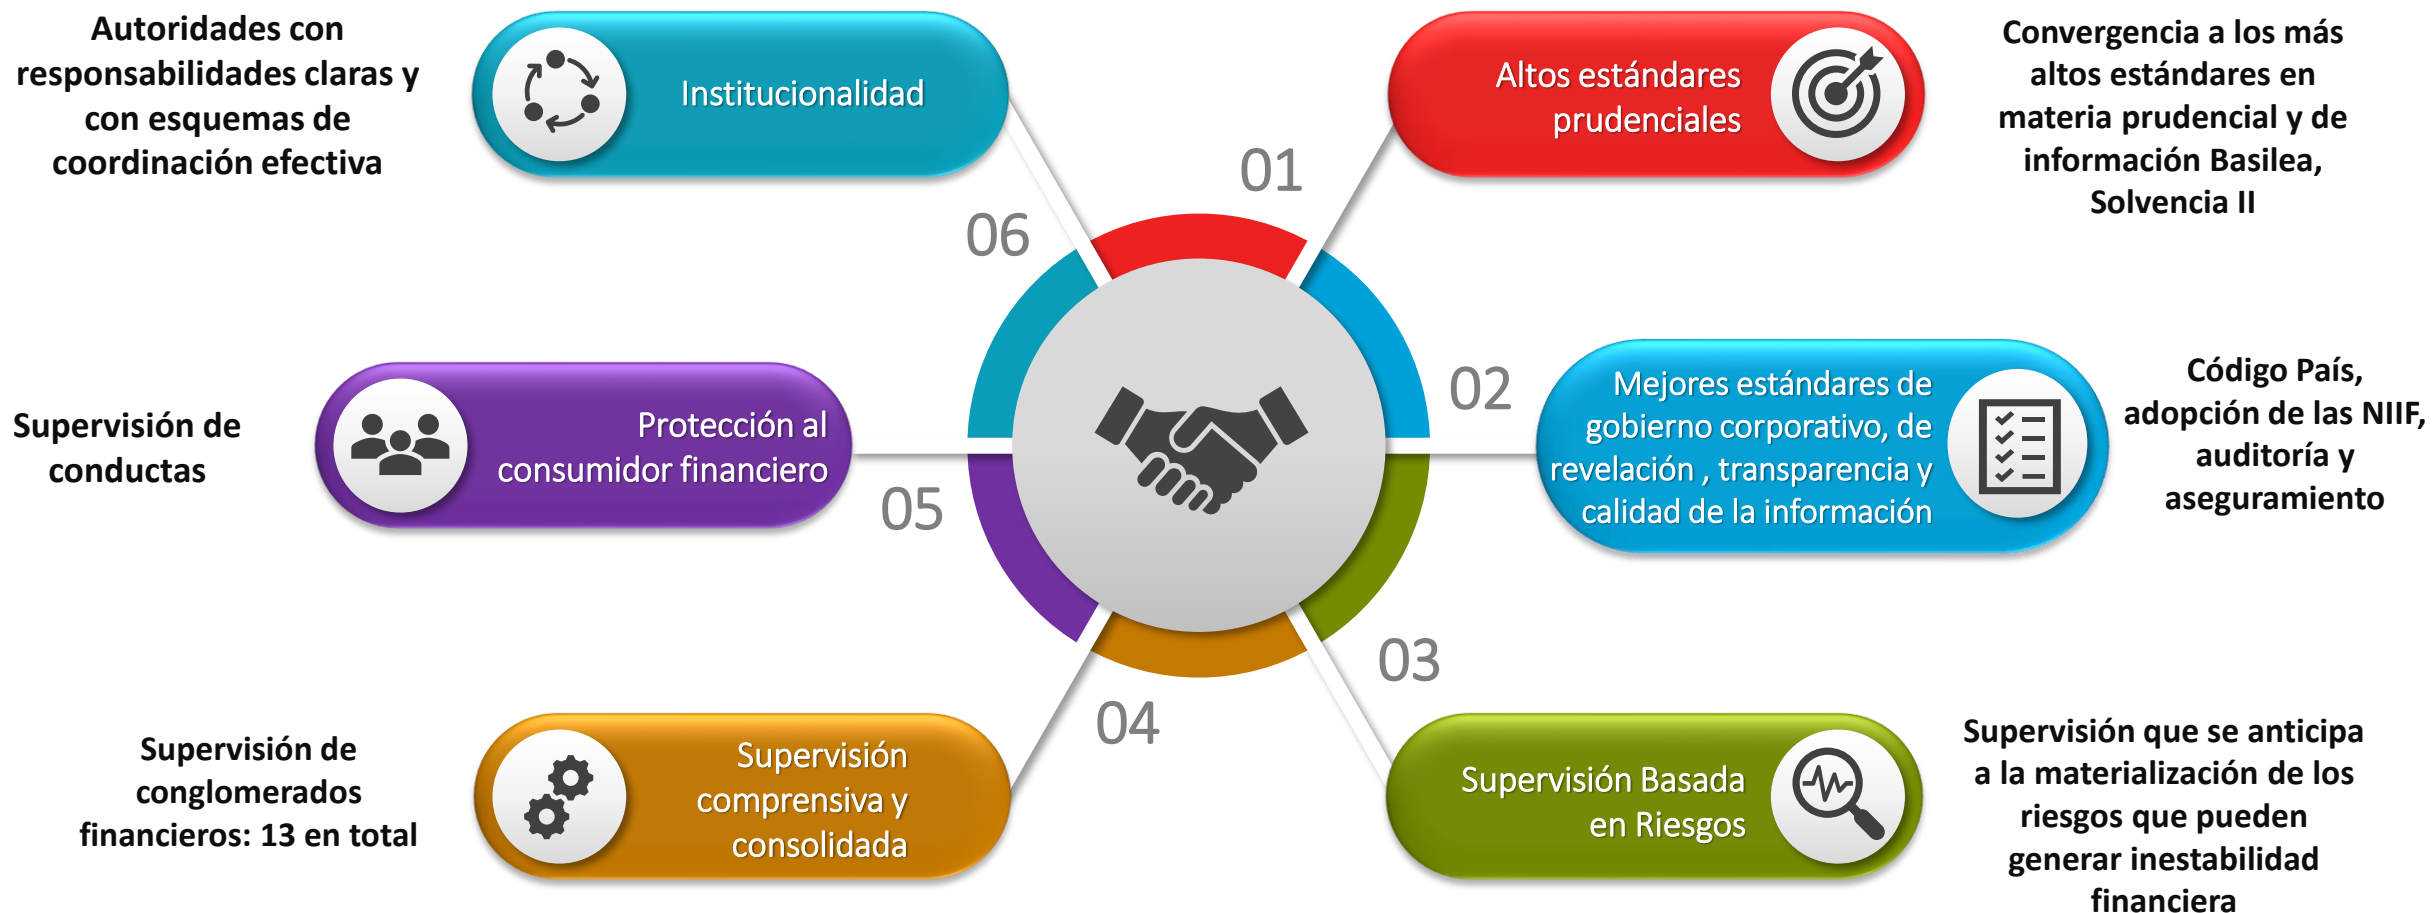 01
Altos estándares
prudenciales
Convergencia a los más
altos estándares en
materia prudencial y de
información Basilea,
Solvencia II
02
Mejores estándares de
gobierno corporativo, de
revelación , transparencia y
calidad de la información
Código País,
adopción de las NIIF,
auditoría y
aseguramiento
03
Supervisión Basada
en Riesgos
Supervisión que se anticipa
a la materialización de los
riesgos que pueden
generar inestabilidad
financiera
04
Supervisión
comprensiva y
consolidada
Supervisión de
conglomerados
financieros: 13 en total
05
Protección al
consumidor financiero
Supervisión de
conductas
06
Institucionalidad
Autoridades con
responsabilidades claras y
con esquemas de
coordinación efectiva